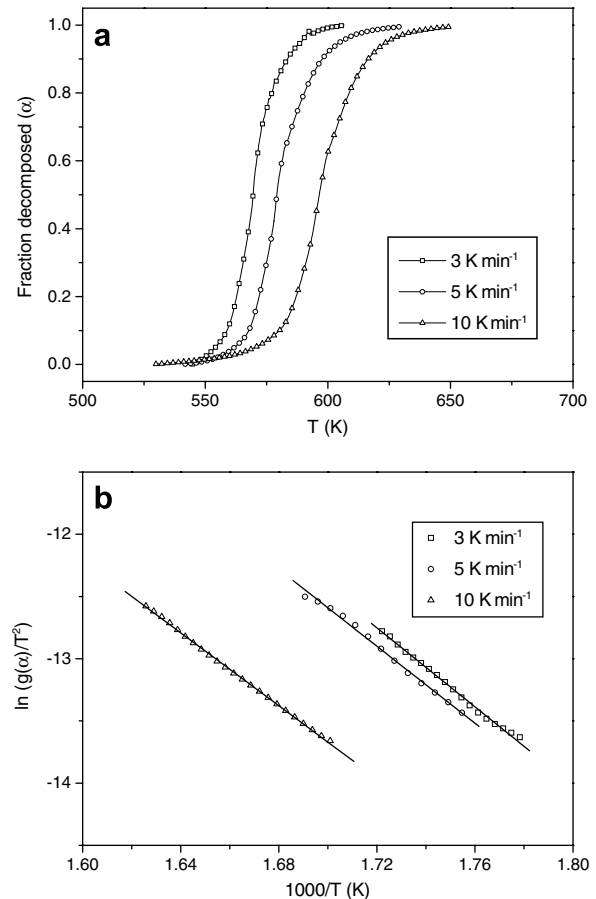 a
1.0
0.8
0.6
0.4
0.2
0.0
Fraction decomposed (α)
3 K min⁻¹
5 K min⁻¹
10 K min⁻¹
500 550 600 650 700
T (K)
b
-12
-13
-14
ln (g(α)/T²)
3 K min⁻¹
5 K min⁻¹
10 K min⁻¹
1.60 1.64 1.68 1.72 1.76 1.80
1000/T (K)